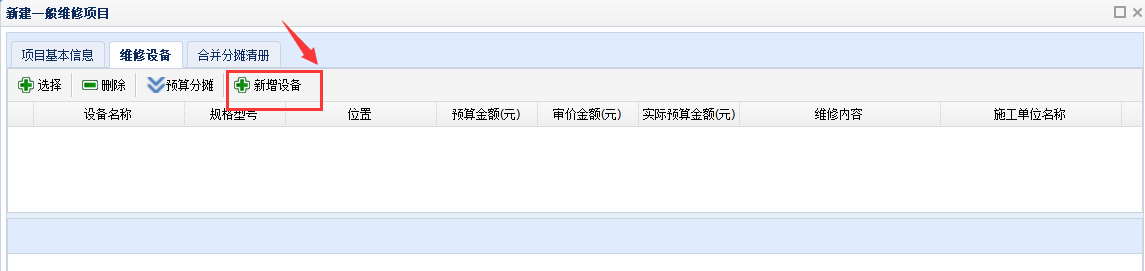 新建一般维修项目
项目基本信息 维修设备 合并分摊清册
选择 删除 预算分摊 新增设备
设备名称 规格型号 位置 预算金额(元) 审价金额(元) 实际预算金额(元) 维修内容 施工单位名称